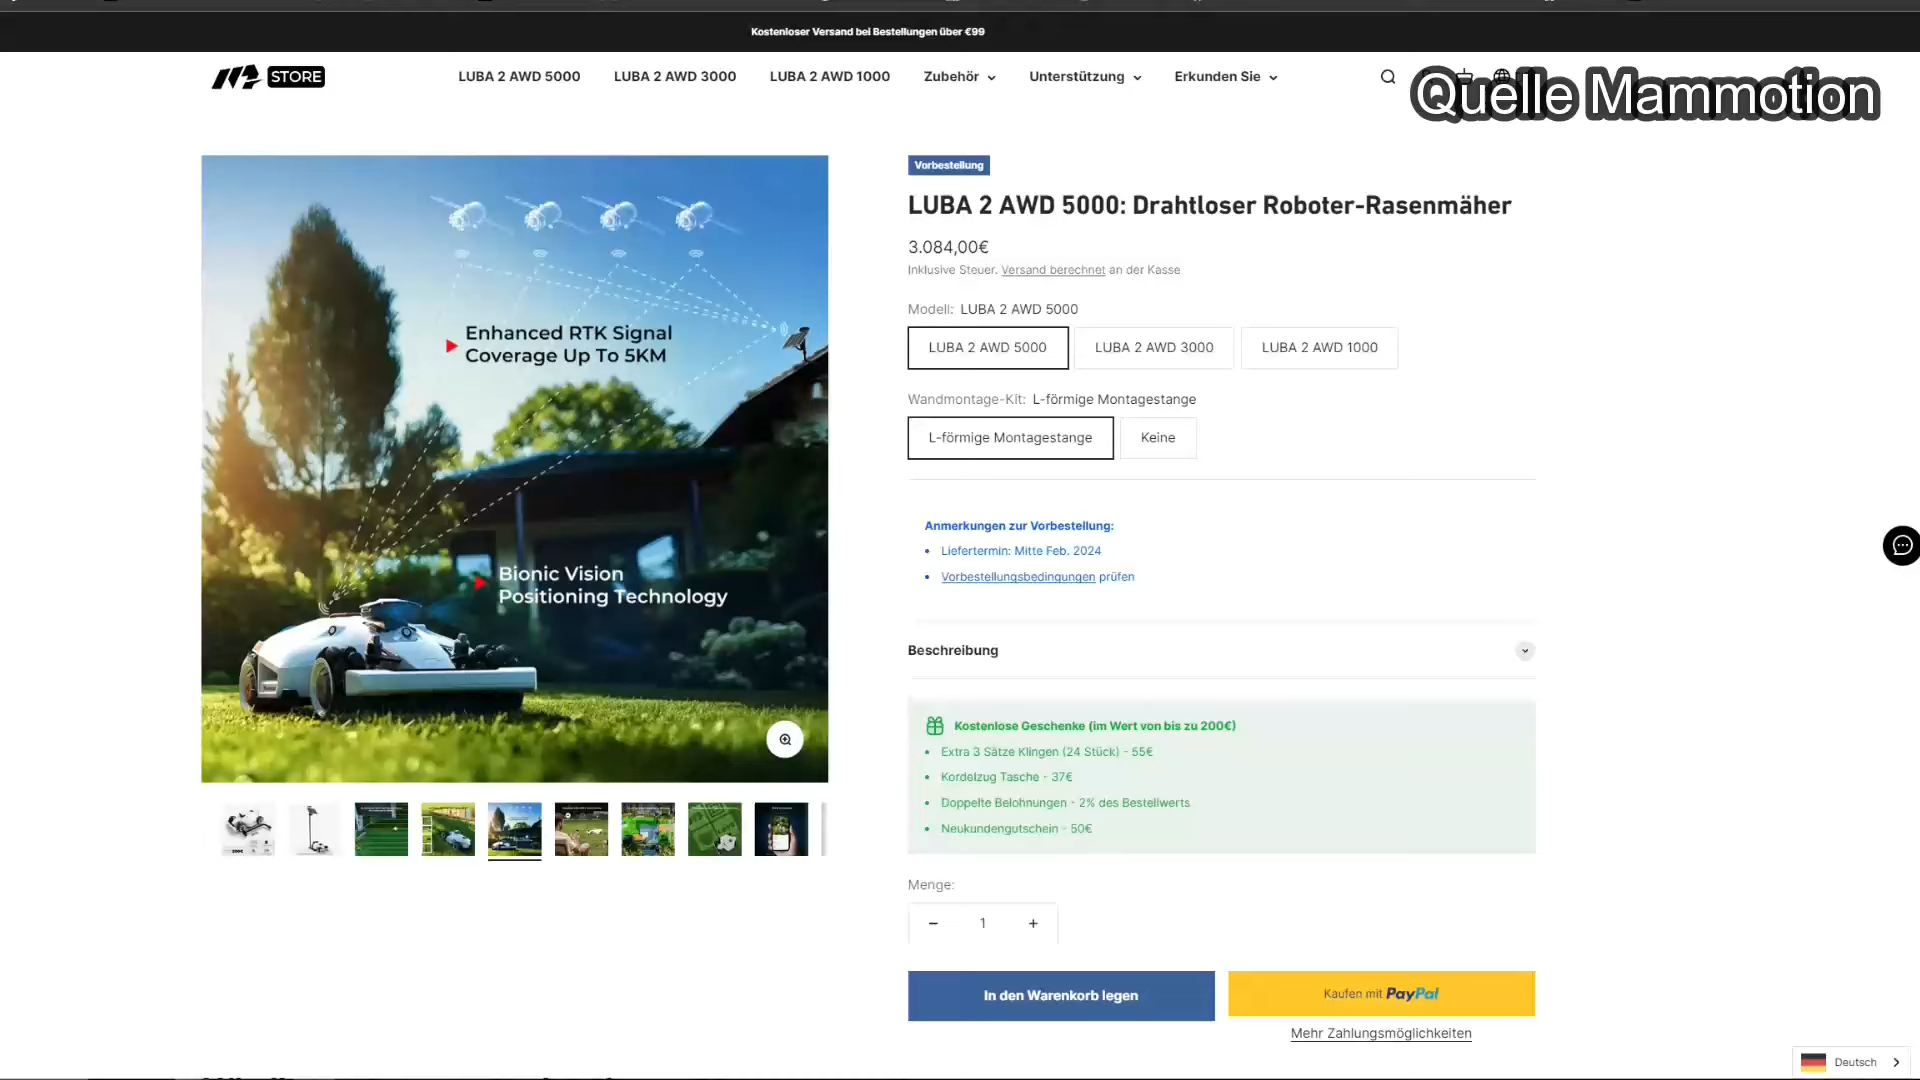 Kostenloser Versand bei Bestellungen über €99
STORE
LUBA 2 AWD 5000
LUBA 2 AWD 3000
LUBA 2 AWD 1000
Zubehör
Unterstützung
Erkunden Sie
Quelle Mammotion
Enhanced RTK Signal
Coverage Up To 5KM
Bionic Vision
Positioning Technology
Vorbestellung
LUBA 2 AWD 5000: Drahtloser Roboter-Rasenmäher
3.084,00€
Inklusive Steuer. Versand berechnet an der Kasse
Modell: LUBA 2 AWD 5000
LUBA 2 AWD 5000
LUBA 2 AWD 3000
LUBA 2 AWD 1000
Wandmontage-Kit: L-förmige Montagestange
L-förmige Montagestange
Keine
Anmerkungen zur Vorbestellung:
• Liefertermin: Mitte Feb. 2024
• Vorbestellungsbedingungen prüfen
Beschreibung
Kostenlose Geschenke (im Wert von bis zu 200€)
• Extra 3 Sätze Klingen (24 Stück) - 55€
• Kordelzug Tasche - 37€
• Doppelte Belohnungen - 2% des Bestellwerts
• Neukundengutschein - 50€
Menge:
− 1 +
In den Warenkorb legen
Kaufen mit PayPal
Mehr Zahlungsmöglichkeiten
Deutsch